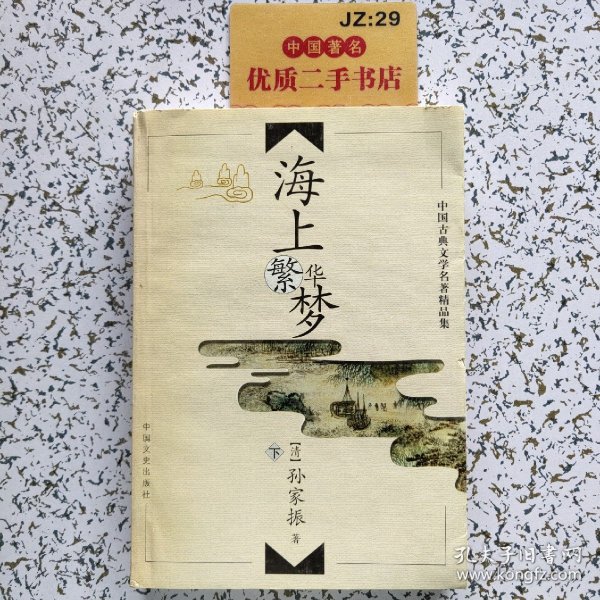 JZ:29
中国著名
优质二手书店
海上
繁华
梦
中国古典文学名著精品集
下
[清]孙家振 著
中国文史出版社
孔夫子旧书网
www.kongfz.com